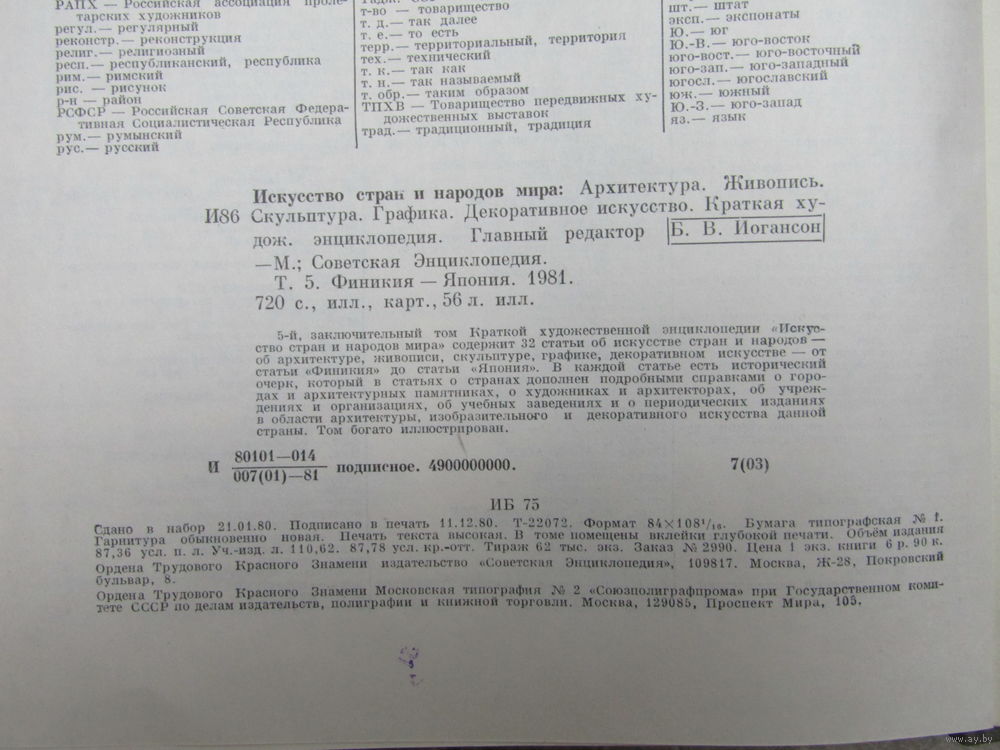 РАПХ — Российская ассоциация проле-
тарских художников
регул.— регулярный
реконстр.— реконструкция
религ.— религиозный
респ.— республиканский, республика
рим.— римский
рис. — рисунок
р-н — район
РСФСР — Российская Советская Федера-
тивная Социалистическая Республика
рум.— румынский
рус.— русский
т-во — товарищество
т. д.— так далее
т. е.— то есть
терр.— территориальный, территория
тех.— технический
т. к.— так как
т. н.— так называемый
т. обр.— таким образом
ТПХВ — Товарищество передвижных ху-
дожественных выставок
трад.— традиционный, традиция
шт.— штат
эксп.— экспонаты
Ю.— юг
Ю.-В.— юго-восток
юго-вост.— юго-восточный
юго-зап.— юго-западный
югосл.— югославский
юж.— южный
Ю.-З.— юго-запад
яз.— язык
Искусство стран и народов мира: Архитектура. Живопись.
И86 Скульптура. Графика. Декоративное искусство. Краткая ху-
дож. энциклопедия. Главный редактор Б. В. Иогансон
—М.; Советская Энциклопедия.
Т. 5. Финикия — Япония. 1981.
720 с., илл., карт., 56 л. илл.
5-й, заключительный том Краткой художественной энциклопедии «Искус-
ство стран и народов мира» содержит 32 статьи об искусстве стран и народов —
об архитектуре, живописи, скульптуре, графике, декоративном искусстве — от
статьи «Финикия» до статьи «Япония». В каждой статье есть исторический
очерк, который в статьях о странах дополнен подробными справками о горо-
дах и архитектурных памятниках, о художниках и архитекторах, об учреж-
дениях и организациях, об учебных заведениях и о периодических изданиях
в области архитектуры, изобразительного и декоративного искусства данной
страны. Том богато иллюстрирован.
80101—014
И 007(01)—81 подписное. 4900000000. 7(03)
ИБ 75
Сдано в набор 21.01.80. Подписано в печать 11.12.80. Т-22072. Формат 84×108¹/₁₆. Бумага типографская № 1.
Гарнитура обыкновенно новая. Печать текста высокая. В томе помещены вклейки глубокой печати. Объём издания
87,36 усл. п. л. Уч.-изд. л. 110,62. 87,78 усл. кр.-отт. Тираж 62 тыс. экз. Заказ № 2990. Цена 1 экз. книги 6 р. 90 к.
Ордена Трудового Красного Знамени издательство «Советская Энциклопедия», 109817. Москва, Ж-28, Покровский
бульвар, 8.
Ордена Трудового Красного Знамени Московская типография № 2 «Союзполиграфпрома» при Государственном коми-
тете СССР по делам издательств, полиграфии и книжной торговли. Москва, 129085, Проспект Мира, 105.
www.ay.by